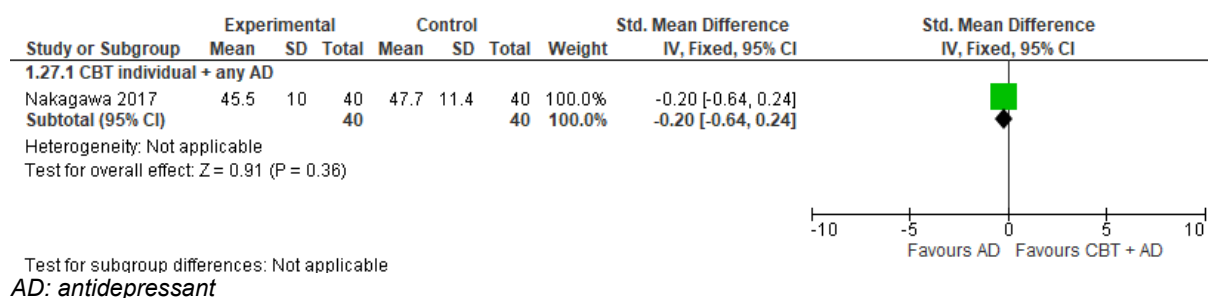 Experimental Control Std. Mean Difference Std. Mean Difference
Study or Subgroup Mean SD Total Mean SD Total Weight IV, Fixed, 95% CI IV, Fixed, 95% CI
1.27.1 CBT individual + any AD
Nakagawa 2017 45.5 10 40 47.7 11.4 40 100.0% -0.20 [-0.64, 0.24]
Subtotal (95% CI) 40 40 100.0% -0.20 [-0.64, 0.24]
Heterogeneity: Not applicable
Test for overall effect: Z = 0.91 (P = 0.36)
-10 -5 0 5 10
Favours AD Favours CBT + AD
Test for subgroup differences: Not applicable
AD: antidepressant